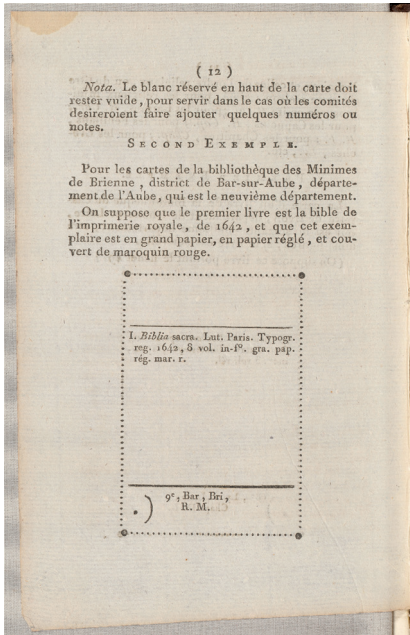 ( 12 )
Nota. Le blanc réservé en haut de la carte doit
rester vuide, pour servir dans le cas où les comités
desireroient faire ajouter quelques numéros ou
notes.
SECOND EXEMPLE.
Pour les cartes de la bibliothèque des Minimes
de Brienne, district de Bar-sur-Aube, départe-
ment de l'Aube, qui est le neuvième département.
On suppose que le premier livre est la bible de
l'imprimerie royale, de 1642, et que cet exem-
plaire est en grand papier, en papier réglé, et cou-
vert de maroquin rouge.
I. Biblia sacra. Lut. Paris. Typogr.
reg. 1642, 8 vol. in-f°. gra. pap.
rég. mar. r.
9e, Bar, Bri,
R. M.